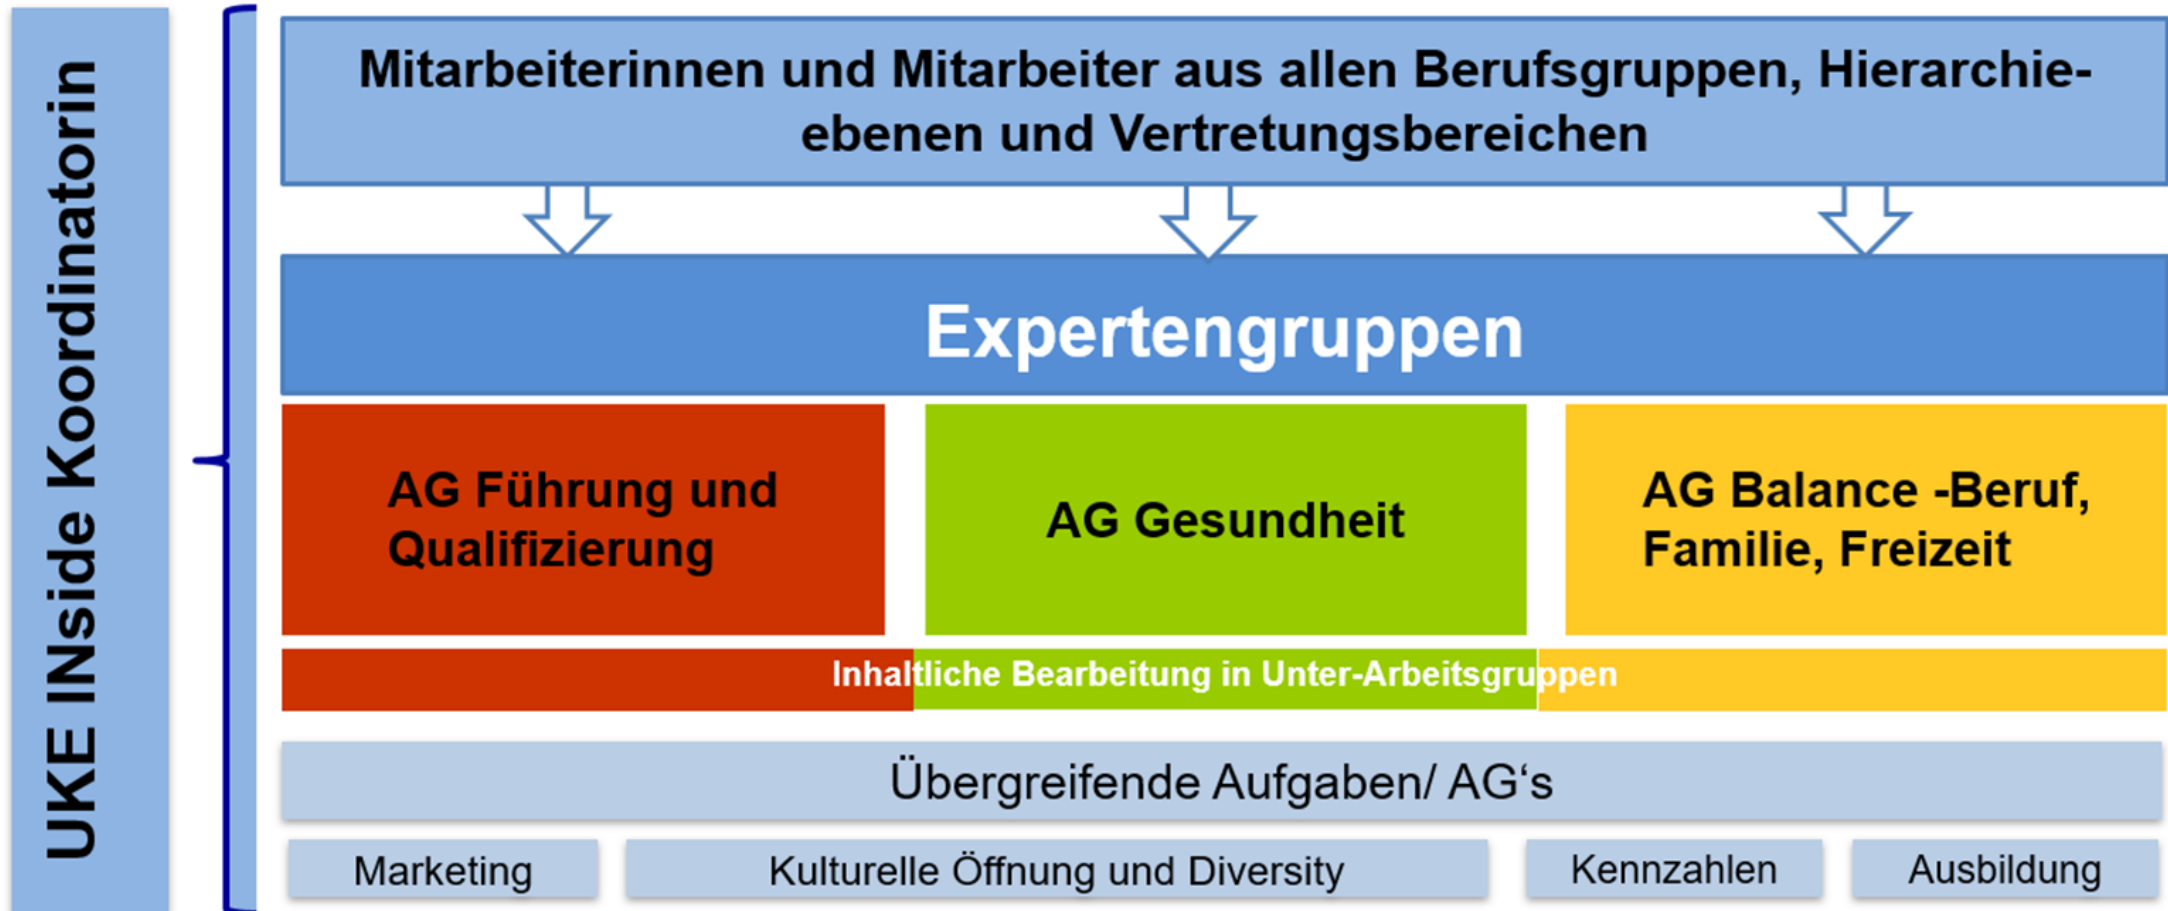 UKE INside Koordinatorin
Mitarbeiterinnen und Mitarbeiter aus allen Berufsgruppen, Hierarchie-
ebenen und Vertretungsbereichen
Expertengruppen
AG Führung und
Qualifizierung
AG Gesundheit
AG Balance -Beruf,
Familie, Freizeit
Inhaltliche Bearbeitung in Unter-Arbeitsgruppen
Übergreifende Aufgaben/ AG‘s
Marketing
Kulturelle Öffnung und Diversity
Kennzahlen
Ausbildung